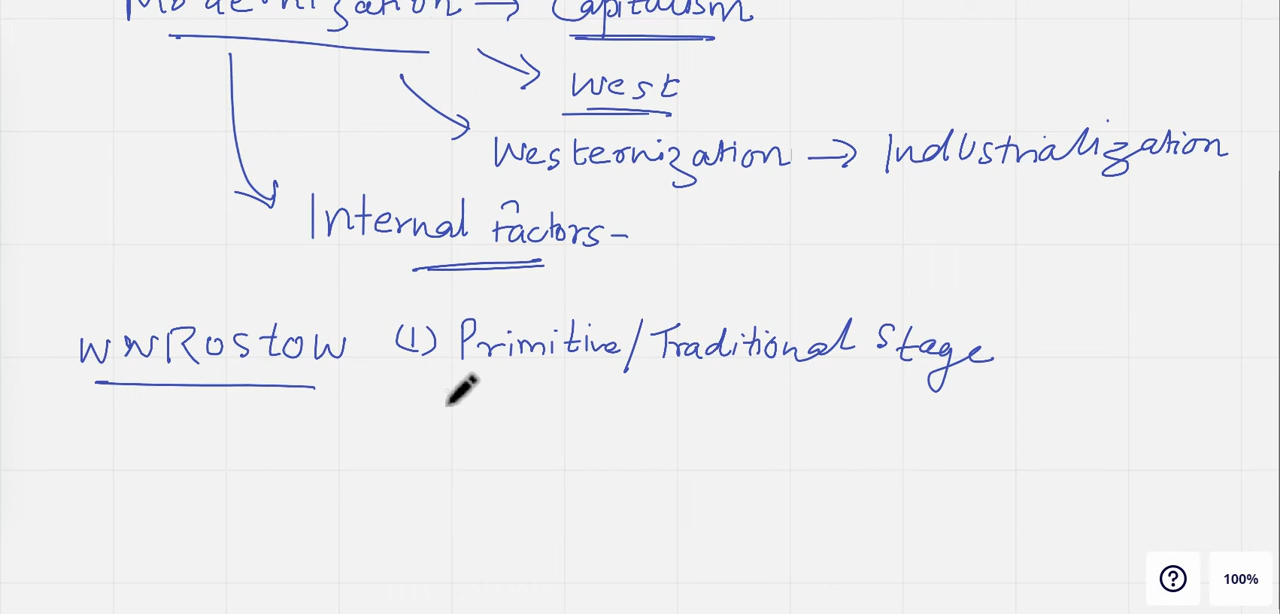 Modernization → Capitalism
→ West
→ Westernization → Industrialization
Internal factors -
WWRostow (1) Primitive/Traditional Stage
100%